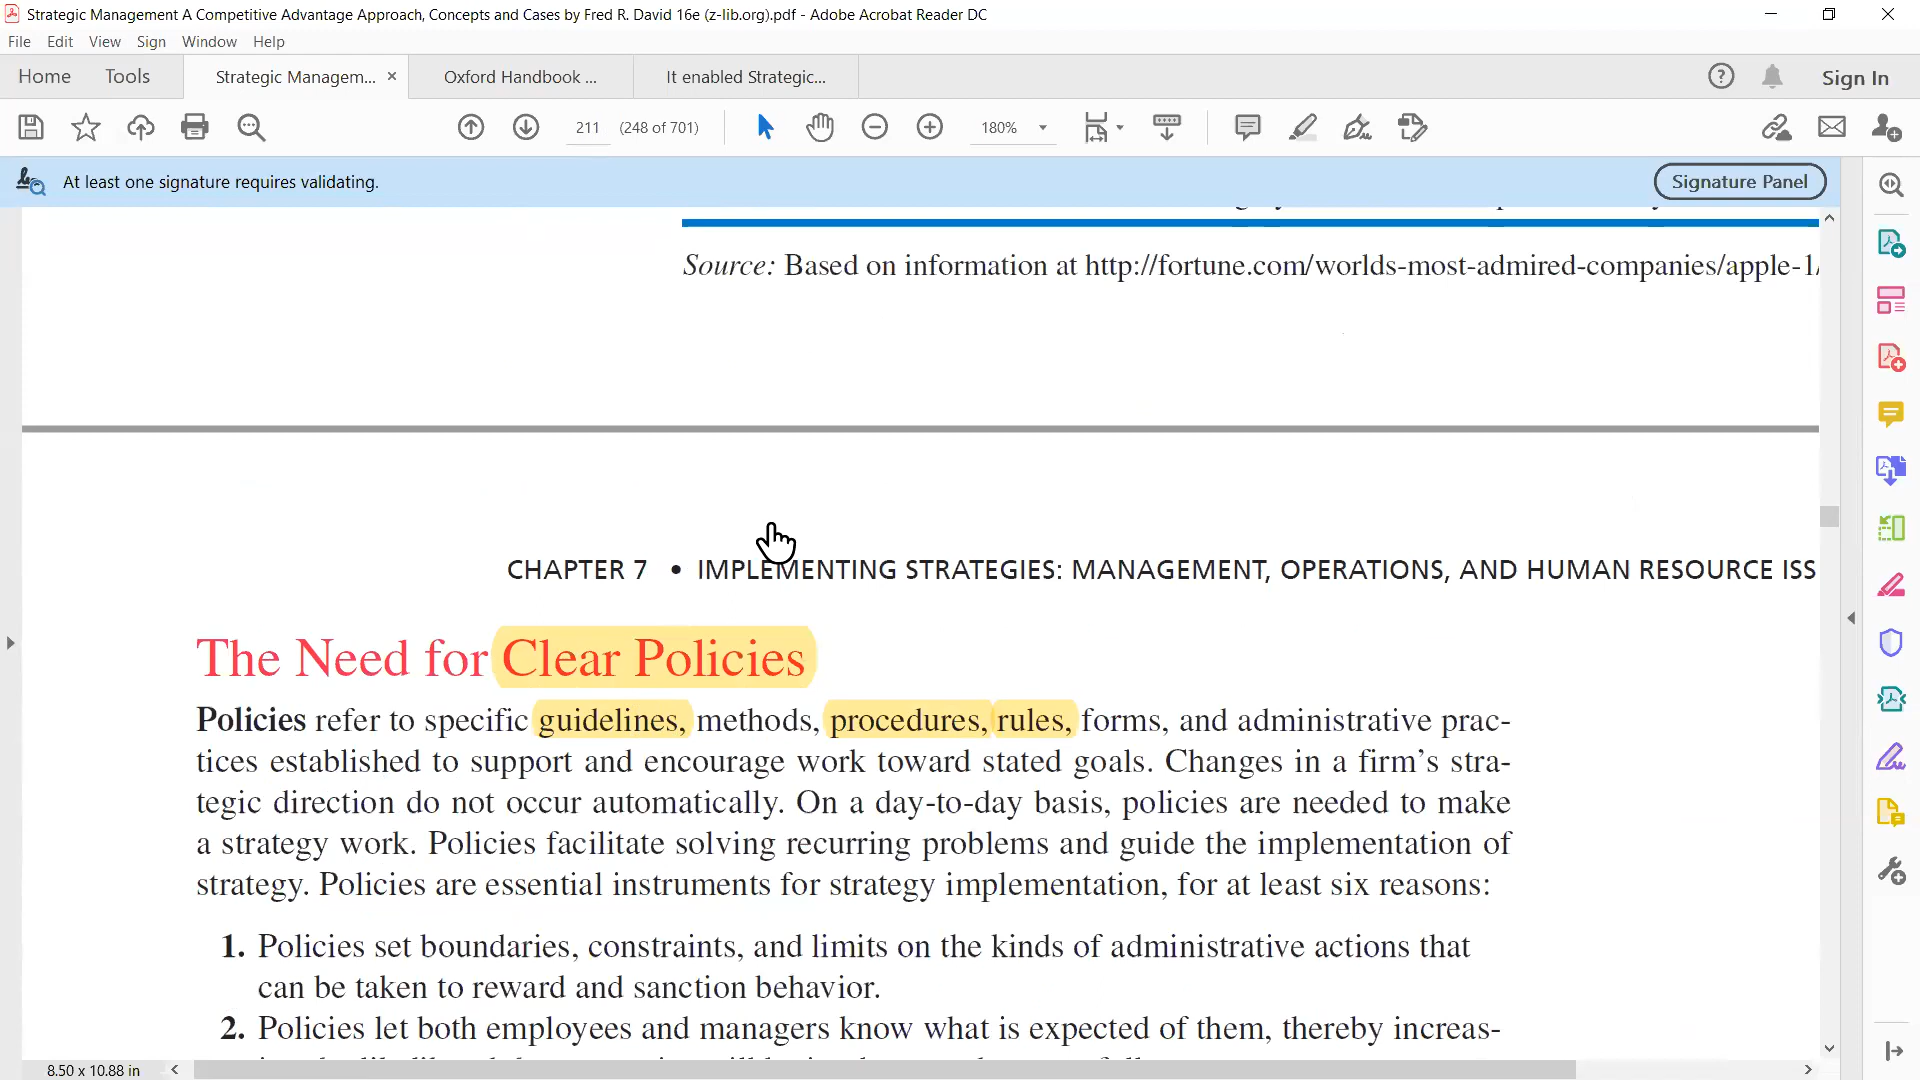 Strategic Management A Competitive Advantage Approach, Concepts and Cases by Fred R. David 16e (z-lib.org).pdf - Adobe Acrobat Reader DC
File Edit View Sign Window Help
Home Tools Strategic Managem... × Oxford Handbook ... It enabled Strategic... Sign In
211 (248 of 701) 180%
At least one signature requires validating. Signature Panel
Source: Based on information at http://fortune.com/worlds-most-admired-companies/apple-1/
CHAPTER 7 • IMPLEMENTING STRATEGIES: MANAGEMENT, OPERATIONS, AND HUMAN RESOURCE ISS
The Need for Clear Policies
Policies refer to specific guidelines, methods, procedures, rules, forms, and administrative prac-
tices established to support and encourage work toward stated goals. Changes in a firm's stra-
tegic direction do not occur automatically. On a day-to-day basis, policies are needed to make
a strategy work. Policies facilitate solving recurring problems and guide the implementation of
strategy. Policies are essential instruments for strategy implementation, for at least six reasons:
1. Policies set boundaries, constraints, and limits on the kinds of administrative actions that
can be taken to reward and sanction behavior.
2. Policies let both employees and managers know what is expected of them, thereby increas-
8.50 x 10.88 in